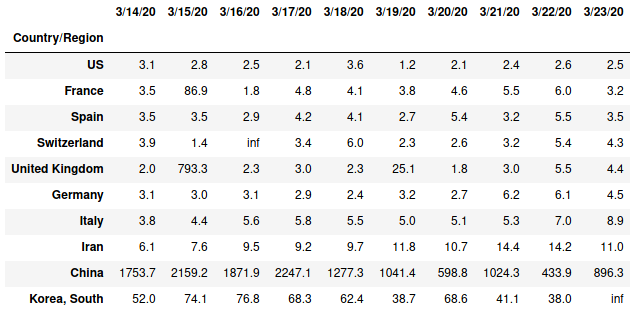 3/14/20 3/15/20 3/16/20 3/17/20 3/18/20 3/19/20 3/20/20 3/21/20 3/22/20 3/23/20
Country/Region
US 3.1 2.8 2.5 2.1 3.6 1.2 2.1 2.4 2.6 2.5
France 3.5 86.9 1.8 4.8 4.1 3.8 4.6 5.5 6.0 3.2
Spain 3.5 3.5 2.9 4.2 4.1 2.7 5.4 3.2 5.5 3.5
Switzerland 3.9 1.4 inf 3.4 6.0 2.3 2.6 3.2 5.4 4.3
United Kingdom 2.0 793.3 2.3 3.0 2.3 25.1 1.8 3.0 5.5 4.4
Germany 3.1 3.0 3.1 2.9 2.4 3.2 2.7 6.2 6.1 4.5
Italy 3.8 4.4 5.6 5.8 5.5 5.0 5.1 5.3 7.0 8.9
Iran 6.1 7.6 9.5 9.2 9.7 11.8 10.7 14.4 14.2 11.0
China 1753.7 2159.2 1871.9 2247.1 1277.3 1041.4 598.8 1024.3 433.9 896.3
Korea, South 52.0 74.1 76.8 68.3 62.4 38.7 68.6 41.1 38.0 inf